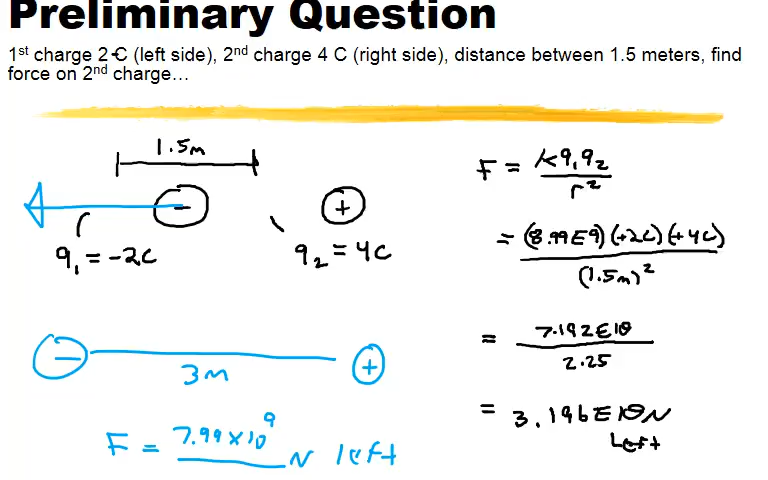 Preliminary Question
1st charge 2-C (left side), 2nd charge 4 C (right side), distance between 1.5 meters, find
force on 2nd charge…
1.5m
-
+
q₁ = -2C
q₂ = 4C
F = kq₁q₂
r²
= (8.99E9)(+2C)(+4C)
(1.5m)²
= 7.192E10
2.25
= 3.196E10N
Left
-
+
3m
F = 7.99 x 10⁹ N left